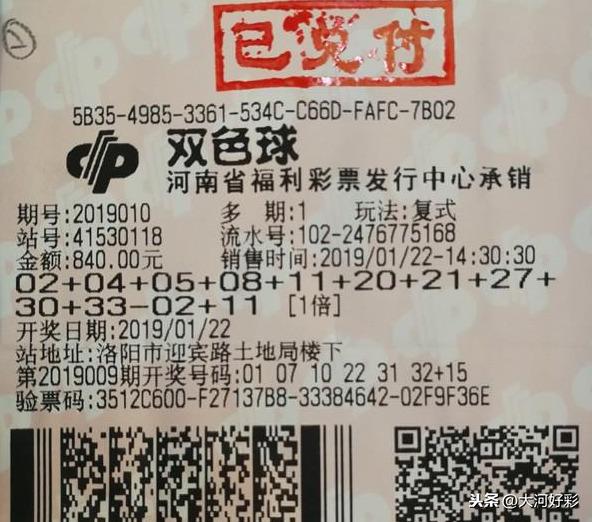 已兑付
5B35-4985-3361-534C-C66D-FAFC-7B02
双色球
河南省福利彩票发行中心承销
期号:2019010 多 期:1 玩法:复式
站号:41530118 流水号:102-2476775168
金额:840.00元 销售时间:2019/01/22-14:30:30
02+04+05+08+11+20+21+27+
30+33-02+11 [1倍]
开奖日期:2019/01/22
站地址:洛阳市迎宾路土地局楼下
第2019009期开奖号码:01 07 10 22 31 32+15
验票码:3512C600-F27137B8-33384642-02F9F36E
头条 @大河好彩